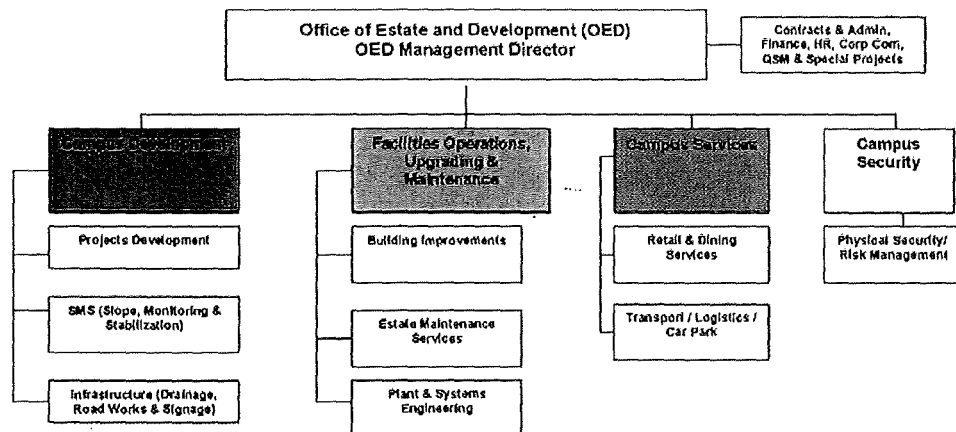 Office of Estate and Development (OED)
OED Management Director
Contracts & Admin,
Finance, HR, Corp Com,
QSM & Special Projects
Campus Development
Facilities Operations,
Upgrading &
Maintenance
Campus Services
Campus
Security
Projects Development
Building Improvements
Retail & Dining
Services
Physical Security/
Risk Management
SMS (Slope, Monitoring &
Stabilization)
Estate Maintenance
Services
Transport / Logistics /
Car Park
Infrastructure (Drainage,
Road Works & Signage)
Plant & Systems
Engineering